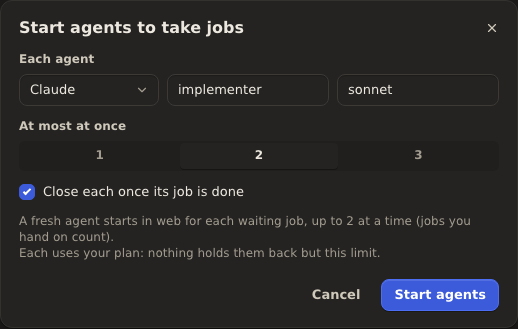 Start agents to take jobs
×
Each agent
Claude implementer sonnet
At most at once
1 2 3
Close each once its job is done
A fresh agent starts in web for each waiting job, up to 2 at a time (jobs you
hand on count).
Each uses your plan: nothing holds them back but this limit.
Cancel Start agents